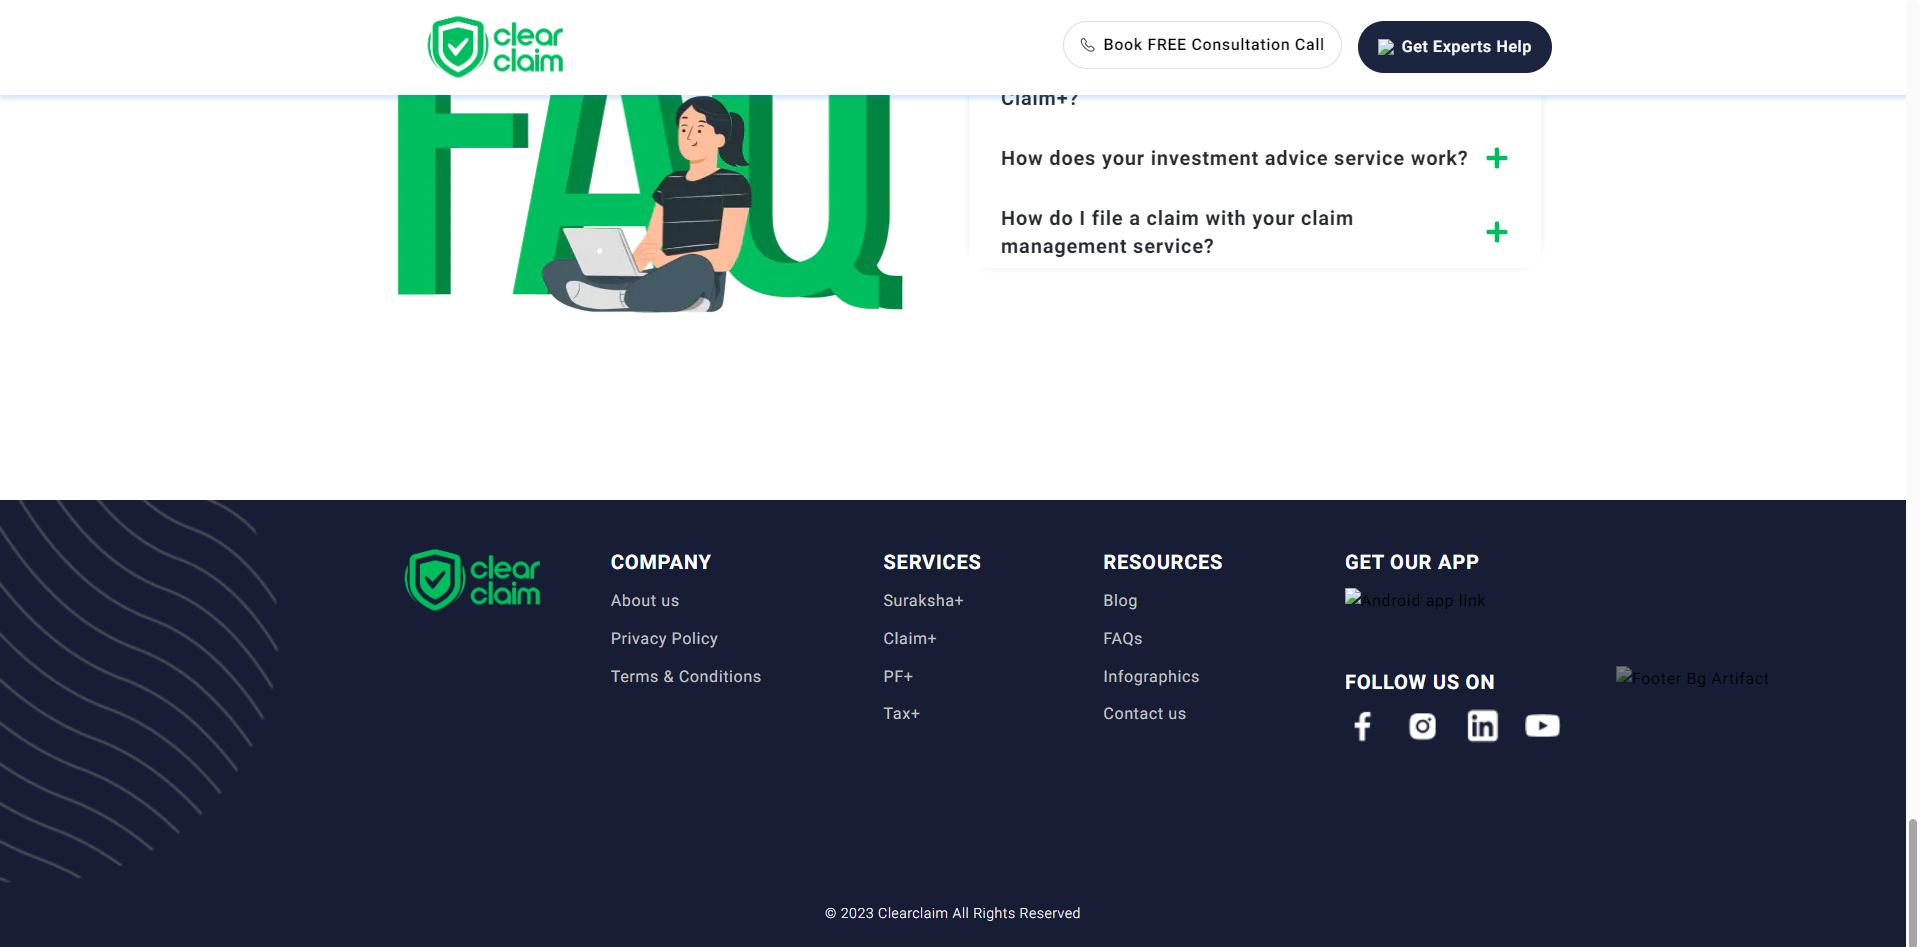 clear
claim
Book FREE Consultation Call
Get Experts Help
FAQ
Claim+?
How does your investment advice service work?
How do I file a claim with your claim
management service?
clear
claim
COMPANY
About us
Privacy Policy
Terms & Conditions
SERVICES
Suraksha+
Claim+
PF+
Tax+
RESOURCES
Blog
FAQs
Infographics
Contact us
GET OUR APP
Android app link
FOLLOW US ON
in
Footer Bg Artifact
© 2023 Clearclaim All Rights Reserved